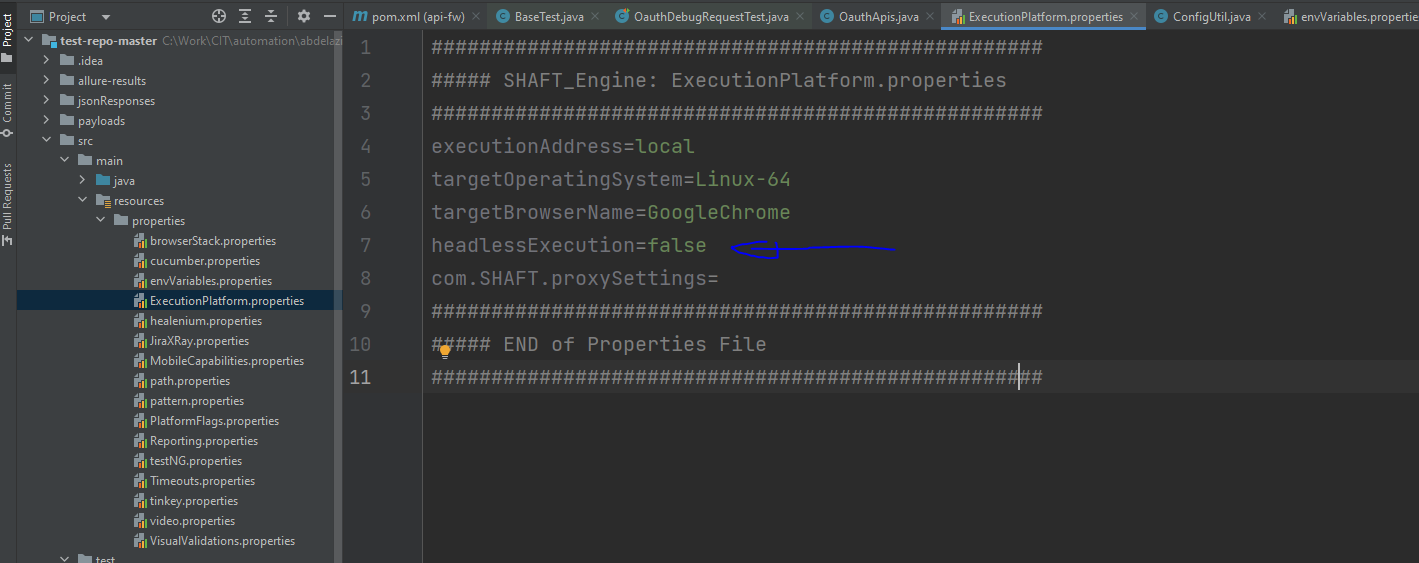 Project
pom.xml (api-fw)
BaseTest.java
OauthDebugRequestTest.java
OauthApis.java
ExecutionPlatform.properties
ConfigUtil.java
envVariables.propertie
Project
Commit
Pull Requests
test-repo-master C:\Work\CIT\automation\abdelazi
.idea
allure-results
jsonResponses
payloads
src
main
java
resources
properties
browserStack.properties
cucumber.properties
envVariables.properties
ExecutionPlatform.properties
healenium.properties
JiraXRay.properties
MobileCapabilities.properties
path.properties
pattern.properties
PlatformFlags.properties
Reporting.properties
testNG.properties
Timeouts.properties
tinkey.properties
video.properties
VisualValidations.properties
test
1 ###################################################
2 ##### SHAFT_Engine: ExecutionPlatform.properties
3 ###################################################
4 executionAddress=local
5 targetOperatingSystem=Linux-64
6 targetBrowserName=GoogleChrome
7 headlessExecution=false
8 com.SHAFT.proxySettings=
9 ###################################################
10 ##### END of Properties File
11 ###################################################